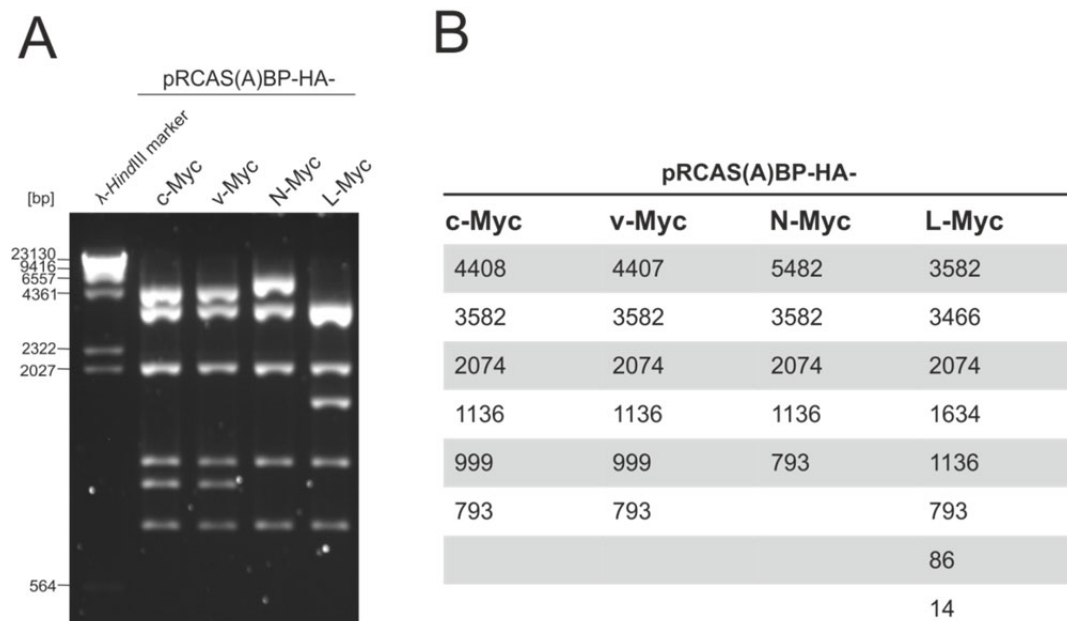 A
pRCAS(A)BP-HA-
λ-HindIII marker
c-Myc
v-Myc
N-Myc
L-Myc
[bp]
23130
9416
6557
4361
2322
2027
564
B
pRCAS(A)BP-HA-
c-Myc v-Myc N-Myc L-Myc
4408 4407 5482 3582
3582 3582 3582 3466
2074 2074 2074 2074
1136 1136 1136 1634
999 999 793 1136
793 793 793
86
14